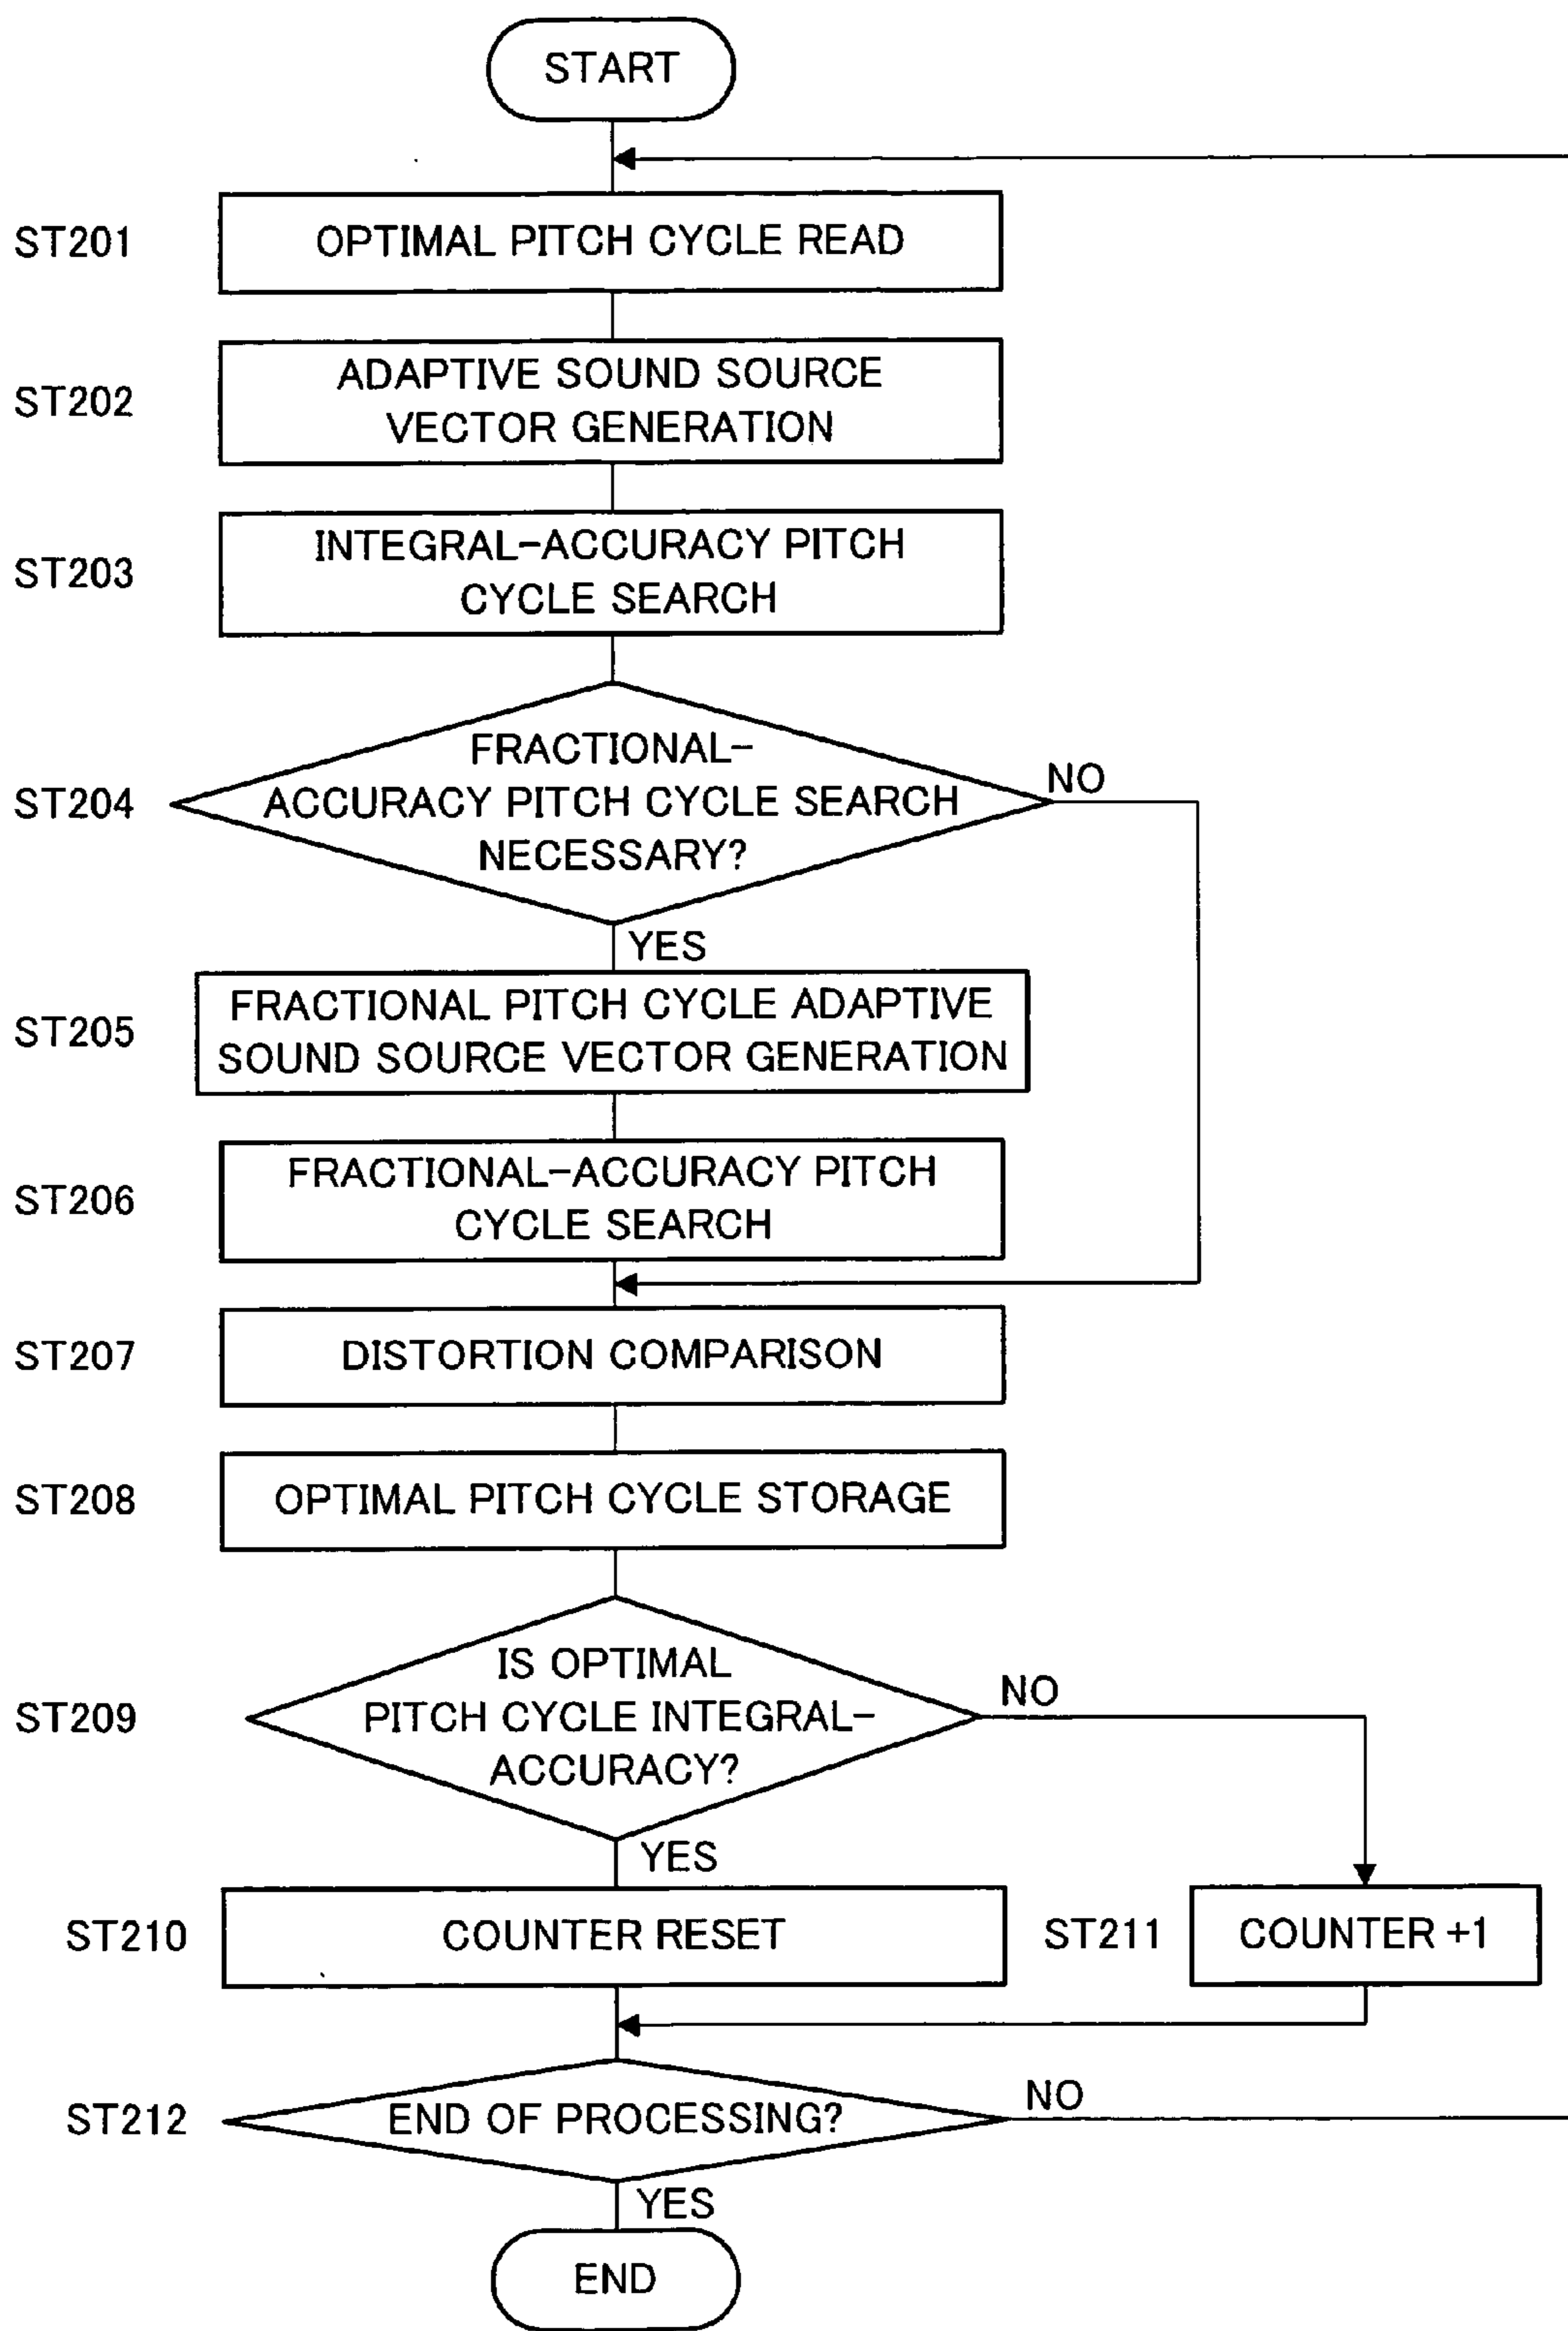 START
ST201
OPTIMAL PITCH CYCLE READ
ST202
ADAPTIVE SOUND SOURCE
VECTOR GENERATION
ST203
INTEGRAL-ACCURACY PITCH
CYCLE SEARCH
ST204
FRACTIONAL-
ACCURACY PITCH CYCLE SEARCH
NECESSARY?
NO
YES
ST205
FRACTIONAL PITCH CYCLE ADAPTIVE
SOUND SOURCE VECTOR GENERATION
ST206
FRACTIONAL-ACCURACY PITCH
CYCLE SEARCH
ST207
DISTORTION COMPARISON
ST208
OPTIMAL PITCH CYCLE STORAGE
ST209
IS OPTIMAL
PITCH CYCLE INTEGRAL-
ACCURACY?
NO
YES
ST210
COUNTER RESET
ST211
COUNTER +1
ST212
END OF PROCESSING?
NO
YES
END